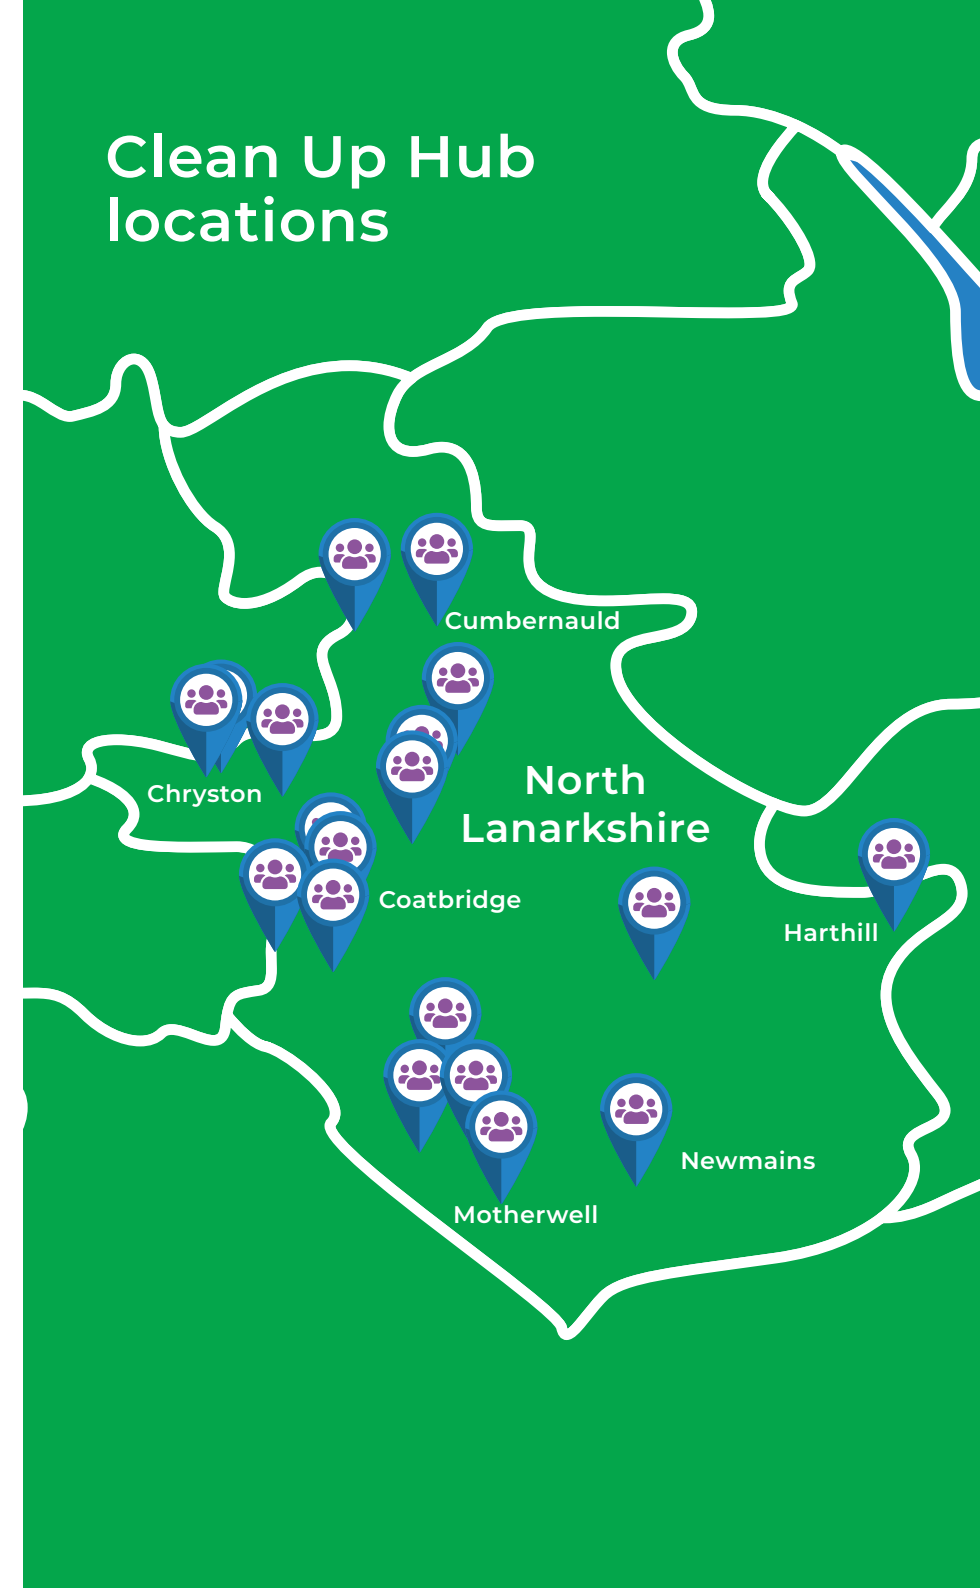 Clean Up Hub
locations
Cumbernauld
Chryston
North
Lanarkshire
Coatbridge
Harthill
Newmains
Motherwell